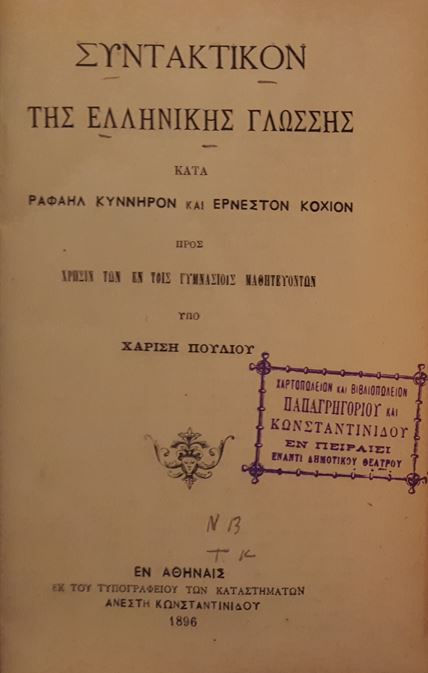 ΣΥΝΤΑΚΤΙΚΟΝ
ΤΗΣ ΕΛΛΗΝΙΚΗΣ ΓΛΩΣΣΗΣ
ΚΑΤΑ
ΡΑΦΑΗΛ ΚΥΝΝΗΡΟΝ ΚΑΙ ΕΡΝΕΣΤΟΝ ΚΟΧΙΟΝ
ΠΡΟΣ
ΧΡΗΣΙΝ ΤΩΝ ΕΝ ΤΟΙΣ ΓΥΜΝΑΣΙΟΙΣ ΜΑΘΗΤΕΥΟΝΤΩΝ
ΥΠΟ
ΧΑΡΙΣΗ ΠΟΥΛΙΟΥ
ΧΑΡΤΟΠΩΛΕΙΟΝ ΚΑΙ ΒΙΒΛΙΟΠΩΛΕΙΟΝ
ΠΑΠΑΓΡΗΓΟΡΙΟΥ ΚΑΙ
ΚΩΝΣΤΑΝΤΙΝΙΔΟΥ
ΕΝ ΠΕΙΡΑΙΕΙ
ΕΝΑΝΤΙ ΔΗΜΟΤΙΚΟΥ ΘΕΑΤΡΟΥ
Ν Β
Τ Κ
ΕΝ ΑΘΗΝΑΙΣ
ΕΚ ΤΟΥ ΤΥΠΟΓΡΑΦΕΙΟΥ ΤΩΝ ΚΑΤΑΣΤΗΜΑΤΩΝ
ΑΝΕΣΤΗ ΚΩΝΣΤΑΝΤΙΝΙΔΟΥ
1896